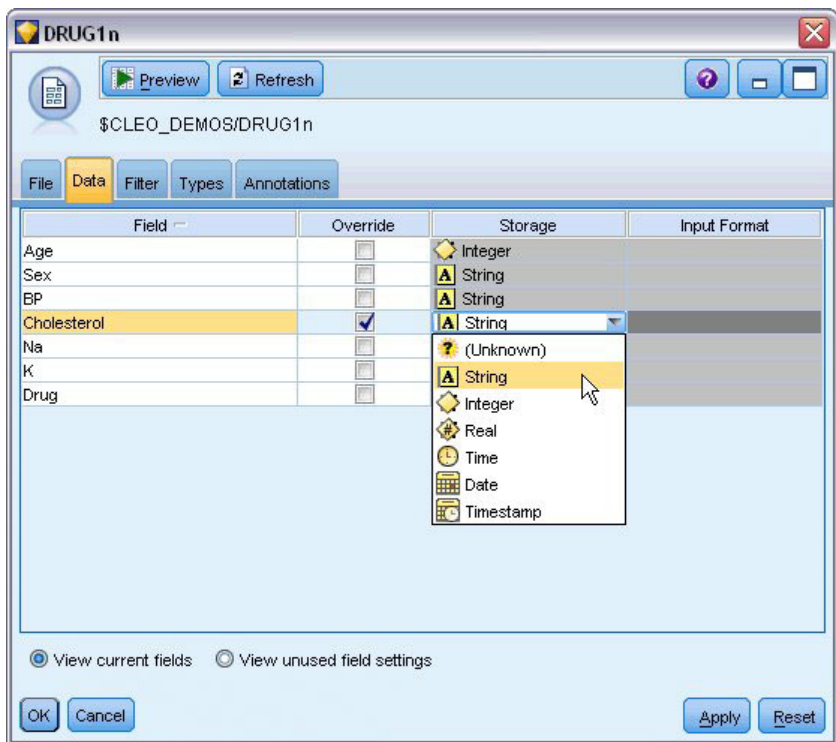 DRUG1n
Preview Refresh
$CLEO_DEMOS/DRUG1n
File Data Filter Types Annotations
Field Override Storage Input Format
Age Integer
Sex A String
BP A String
Cholesterol A String
Na ? (Unknown)
K A String
Drug Integer
# Real
Time
Date
Timestamp
View current fields View unused field settings
OK Cancel Apply Reset